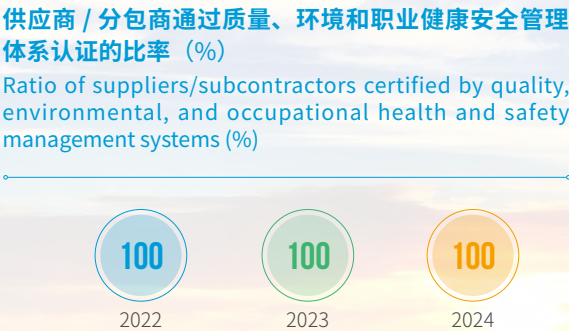 供应商 / 分包商通过质量、环境和职业健康安全管理
体系认证的比率（%）
Ratio of suppliers/subcontractors certified by quality,
environmental, and occupational health and safety
management systems (%)
100 100 100
2022 2023 2024